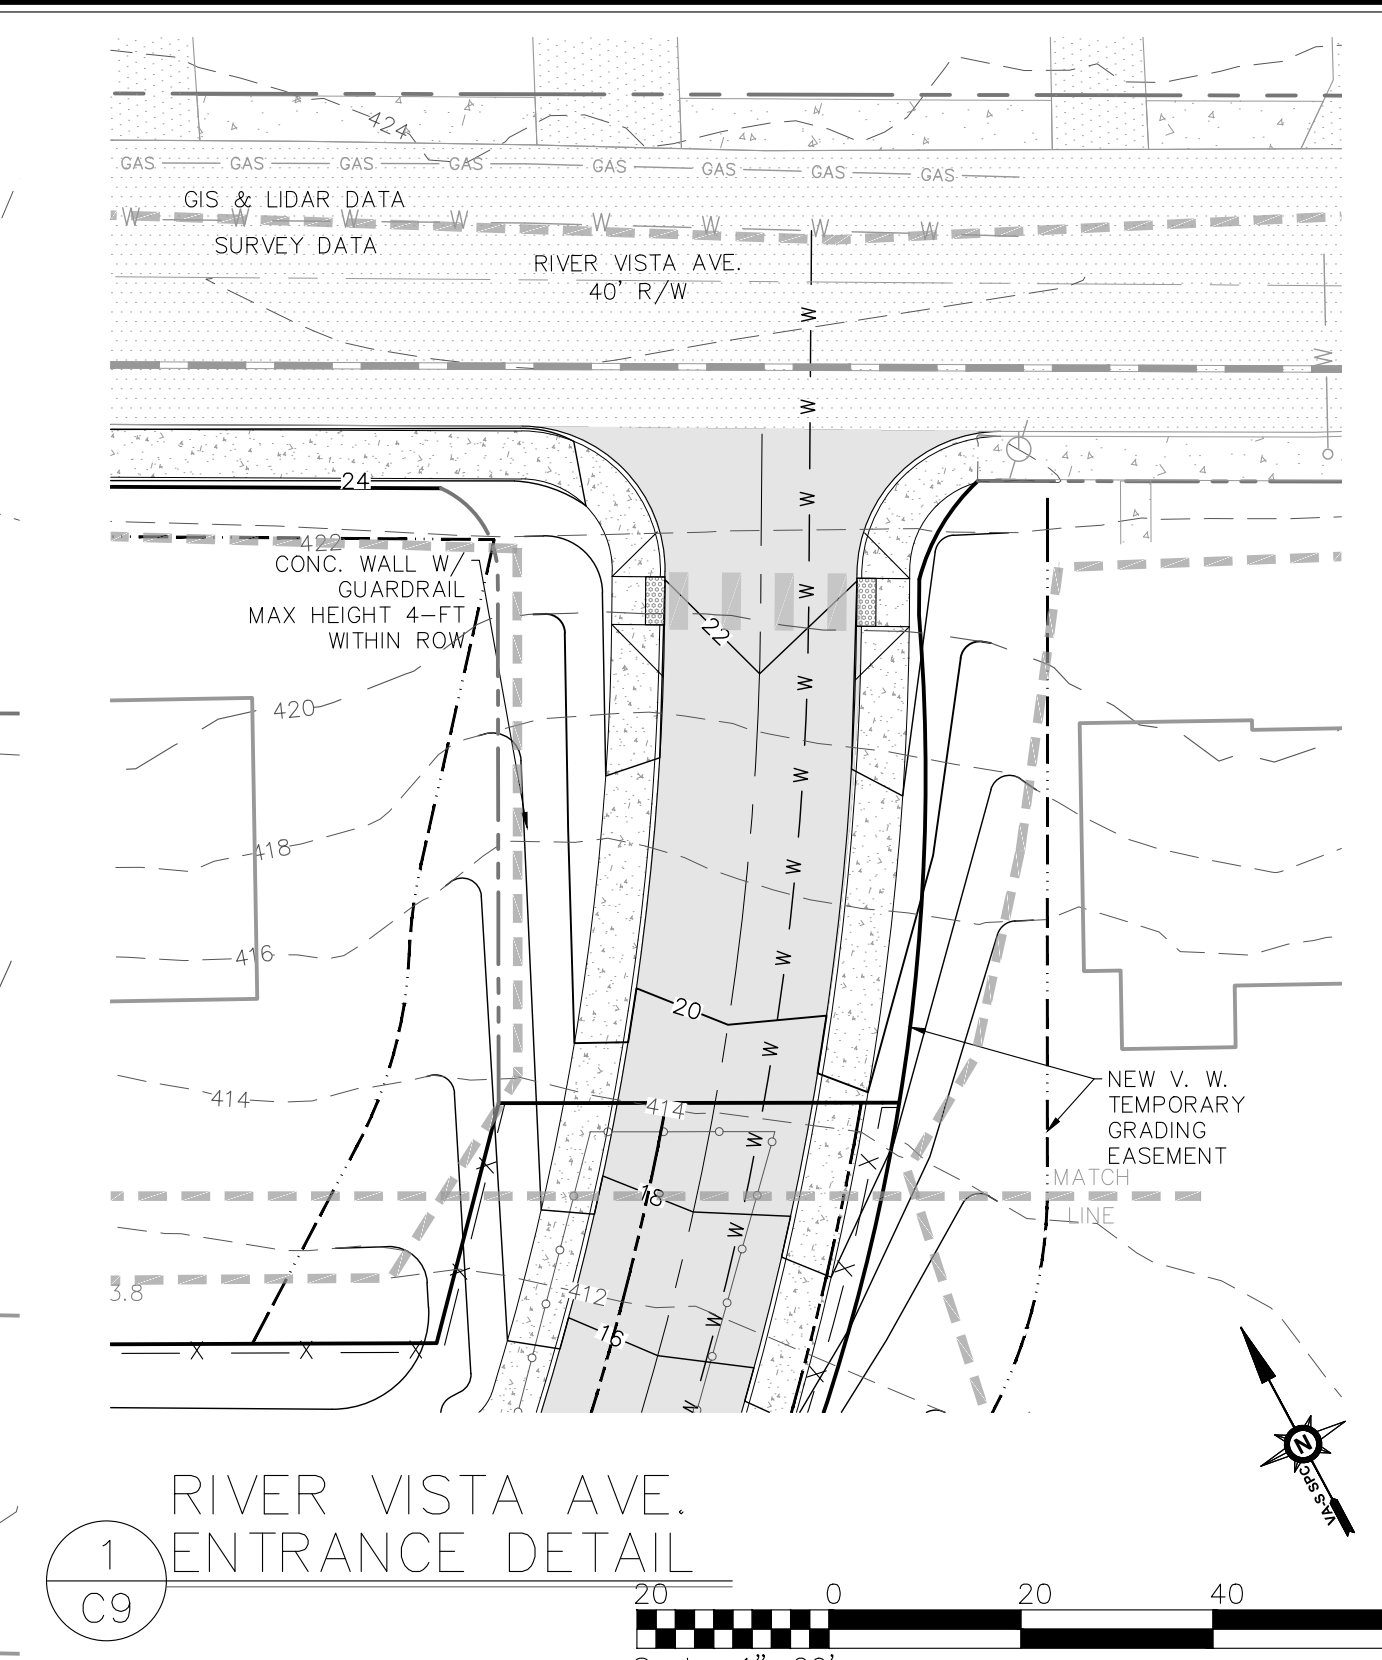 424
GAS GAS GAS GAS GAS GAS GAS GAS
GIS & LIDAR DATA
W W W W W W W W
SURVEY DATA
RIVER VISTA AVE.
40' R/W
W
W
W
24
W
422
CONC. WALL W/
GUARDRAIL
MAX HEIGHT 4-FT
WITHIN ROW
W
22
W
420
W
418
W
416
W
20
W
NEW V. W.
TEMPORARY
GRADING
EASEMENT
414
414
W
X
X
MATCH
LINE
18
W
X
X
3.8
412
W
16
X X X
X
W
N
VA-S SPC
RIVER VISTA AVE.
ENTRANCE DETAIL
1
C9
20 0 20 40